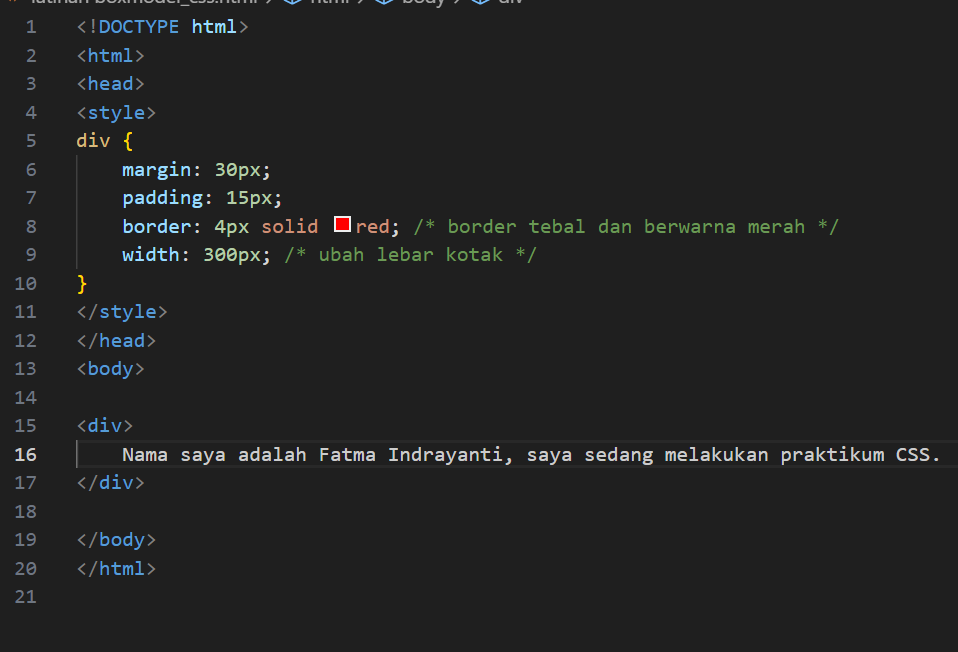 latihan boxmodel_css.html > html > body > div
1 <!DOCTYPE html>
2 <html>
3 <head>
4 <style>
5 div {
6 margin: 30px;
7 padding: 15px;
8 border: 4px solid red; /* border tebal dan berwarna merah */
9 width: 300px; /* ubah lebar kotak */
10 }
11 </style>
12 </head>
13 <body>
14
15 <div>
16 Nama saya adalah Fatma Indrayanti, saya sedang melakukan praktikum CSS.
17 </div>
18
19 </body>
20 </html>
21